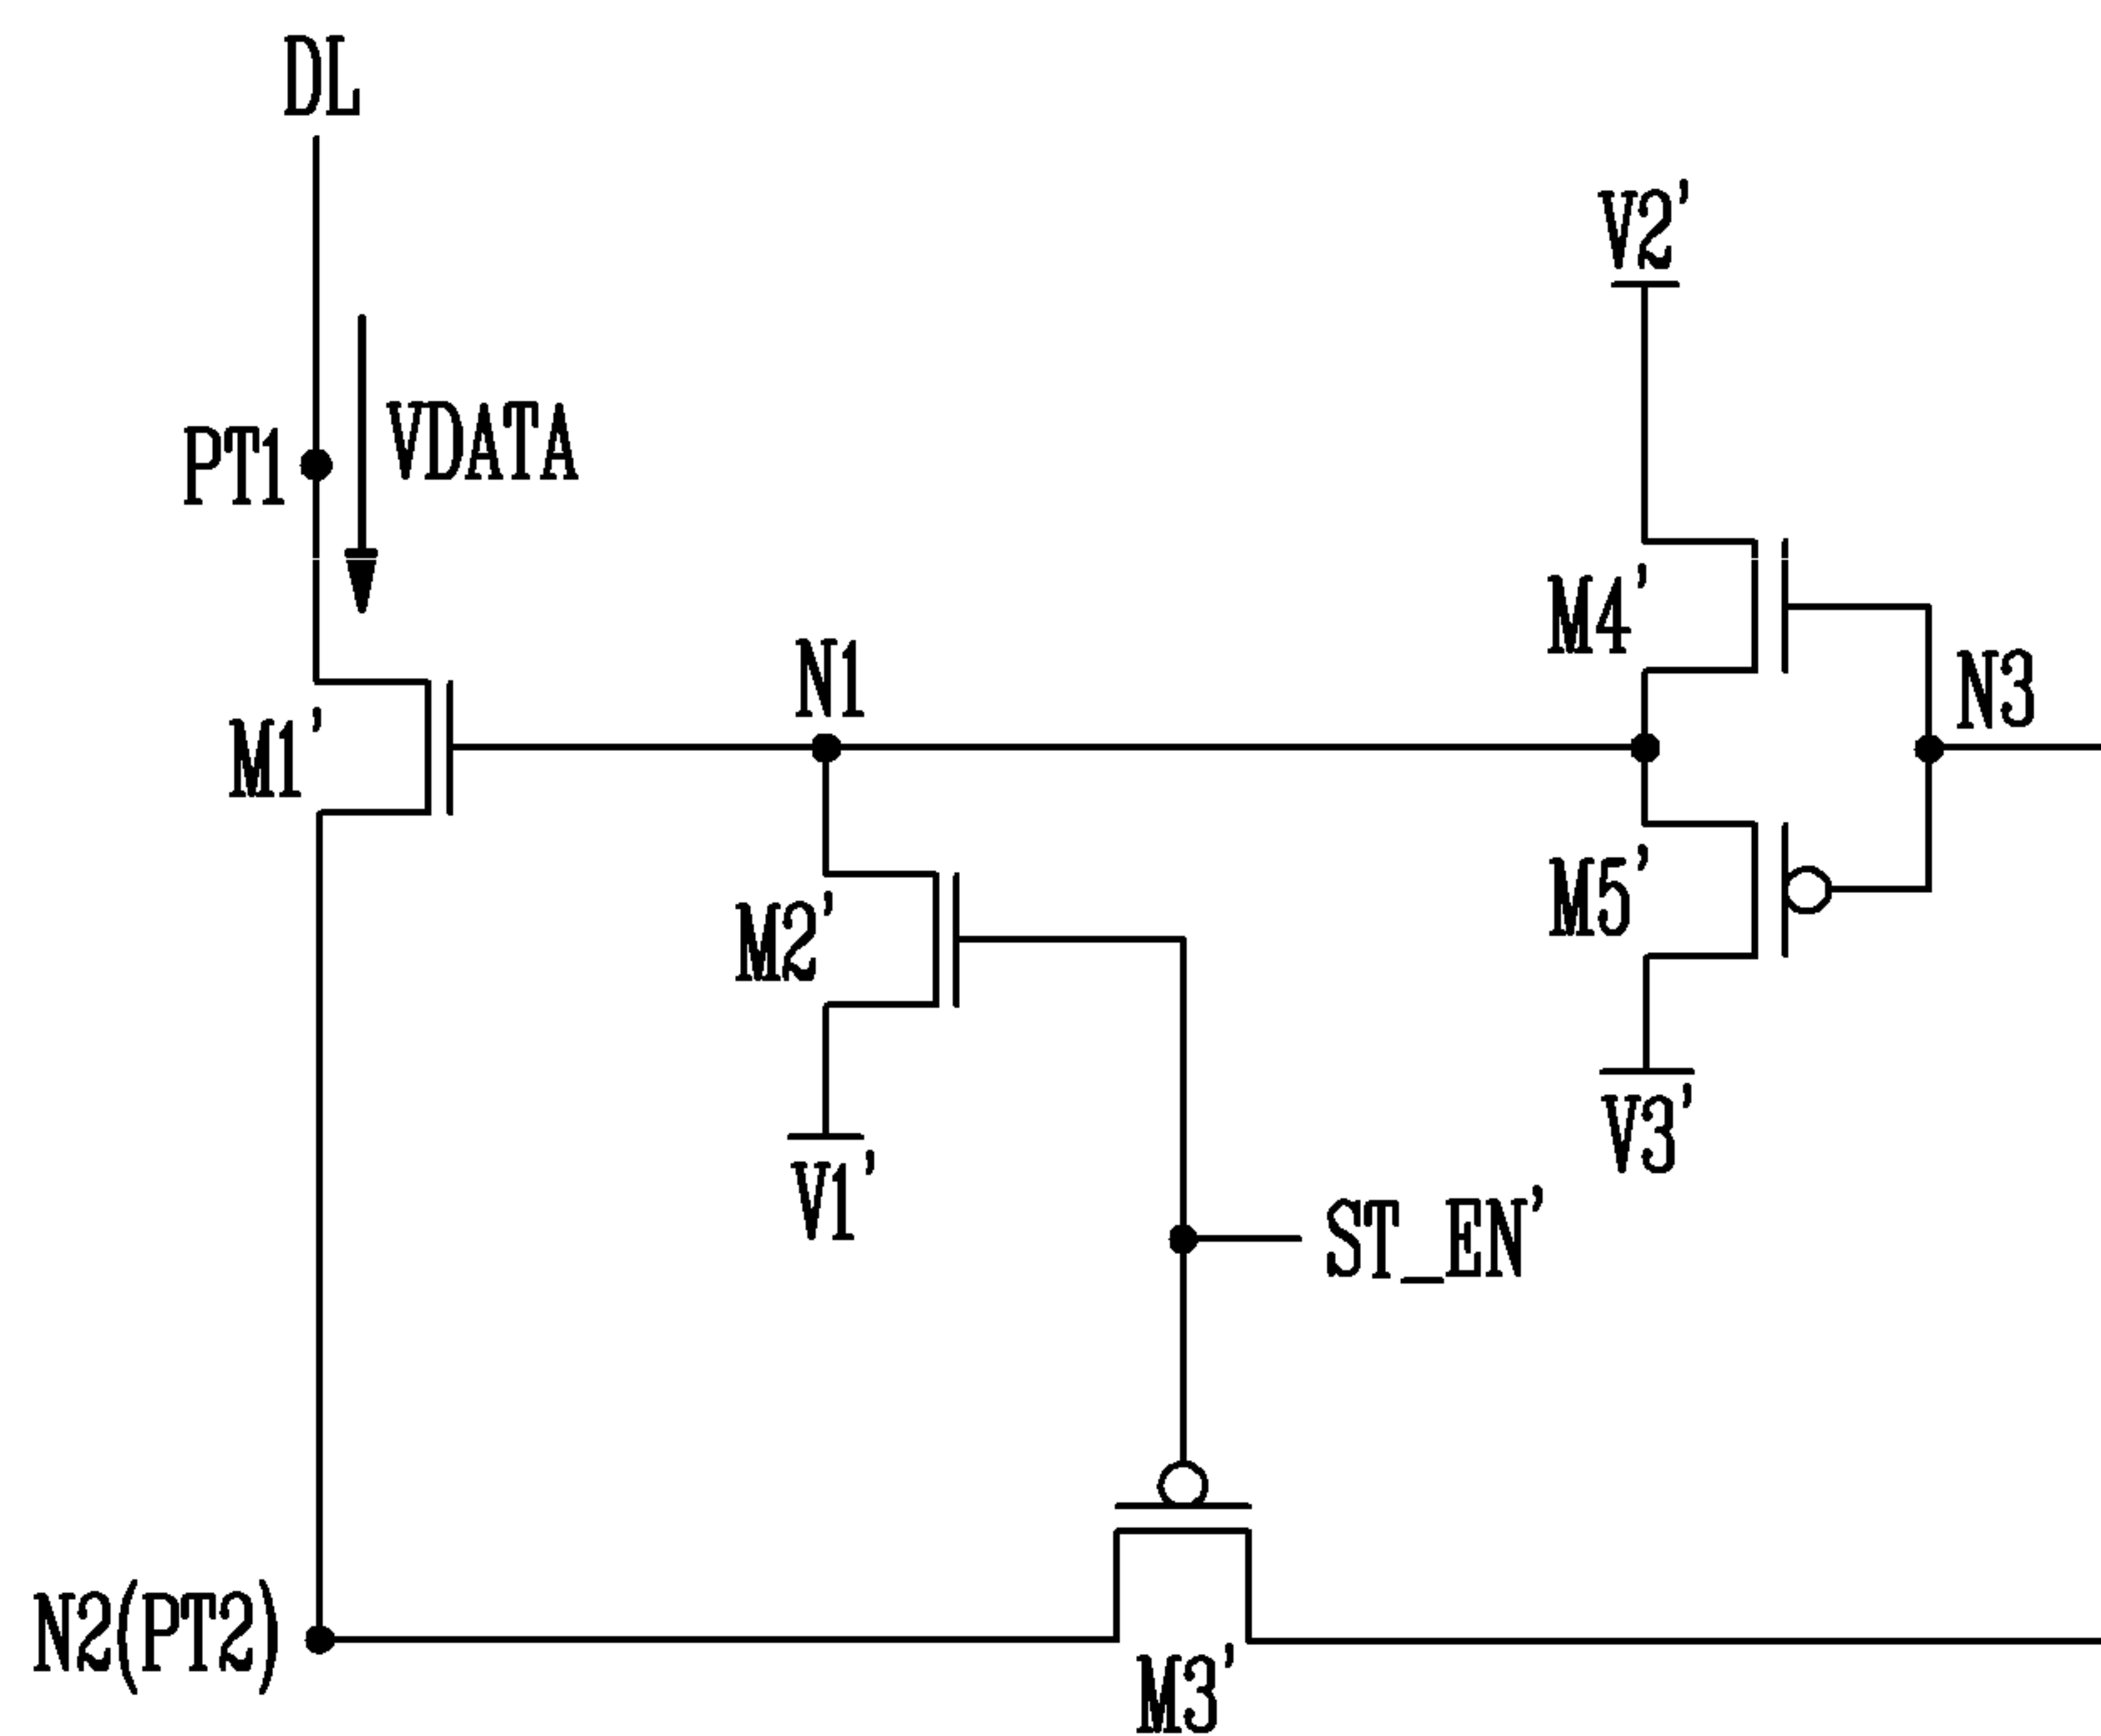 DL
V2'
PT1
VDATA
M4'
N1
N3
M1'
M5'
M2'
V3'
V1'
ST_EN'
N2(PT2)
M3'